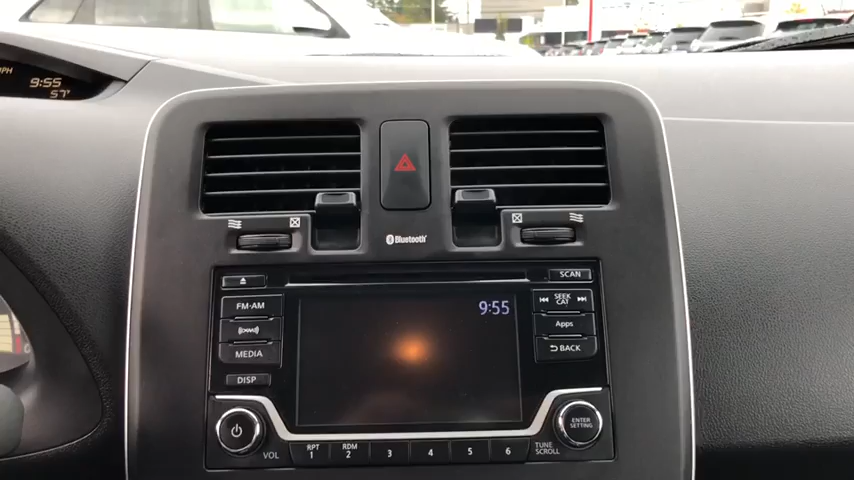 MPH
9:55
57°
Bluetooth
SCAN
FM·AM
MEDIA
DISP
9:55
SEEK
CAT
Apps
BACK
VOL
RPT
1
RDM
2
3
4
5
6
TUNE
SCROLL
ENTER
SETTING